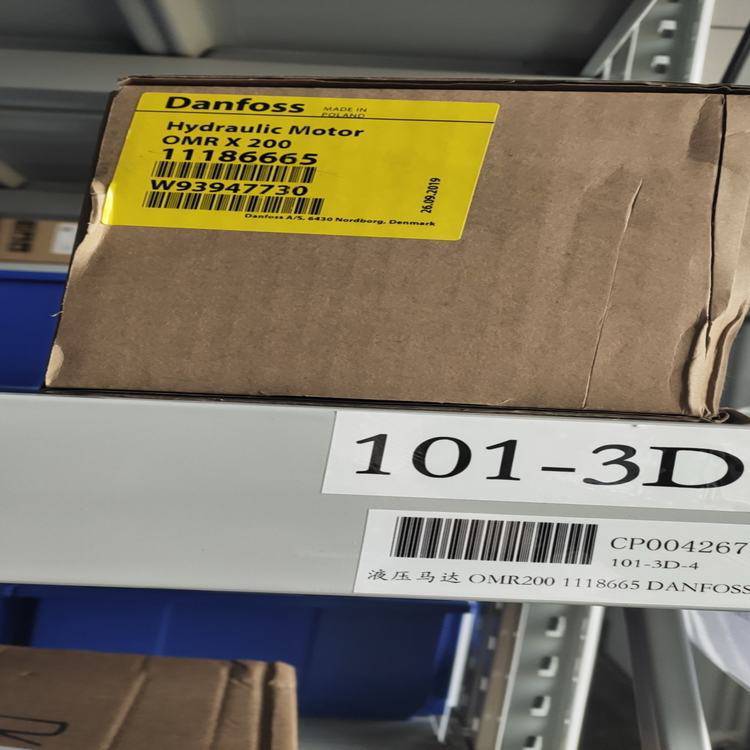 Danfoss
MADE IN
POLAND
Hydraulic Motor
OMR X 200
11186665
W93947730
Danfoss A/S, 6430 Nordborg, Denmark
26.09.2019
101-3D
CP004267
101-3D-4
液压马达 OMR200 1118665 DANFOSS